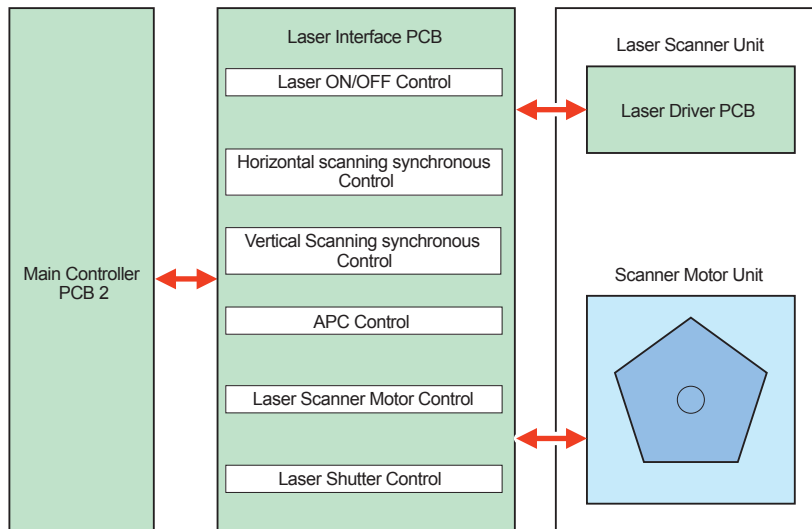 Main Controller
PCB 2
Laser Interface PCB
Laser ON/OFF Control
Horizontal scanning synchronous
Control
Vertical Scanning synchronous
Control
APC Control
Laser Scanner Motor Control
Laser Shutter Control
Laser Scanner Unit
Laser Driver PCB
Scanner Motor Unit